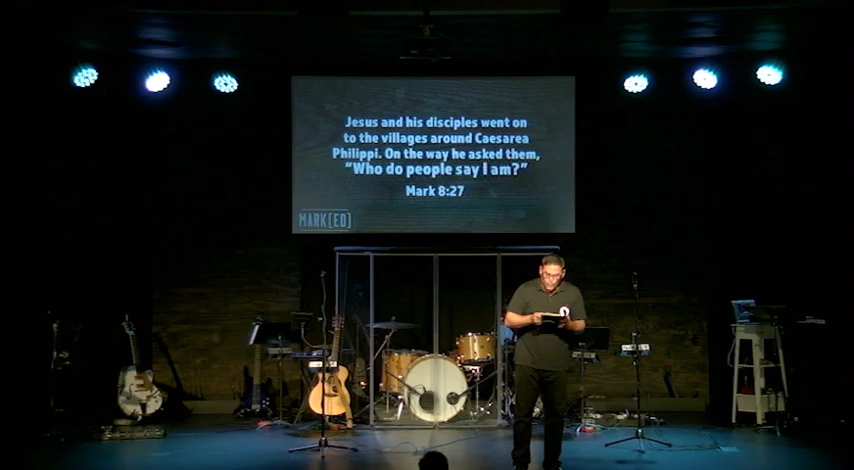 Jesus and his disciples went on
to the villages around Caesarea
Philippi. On the way he asked them,
“Who do people say I am?”
Mark 8:27
MARK[ED]